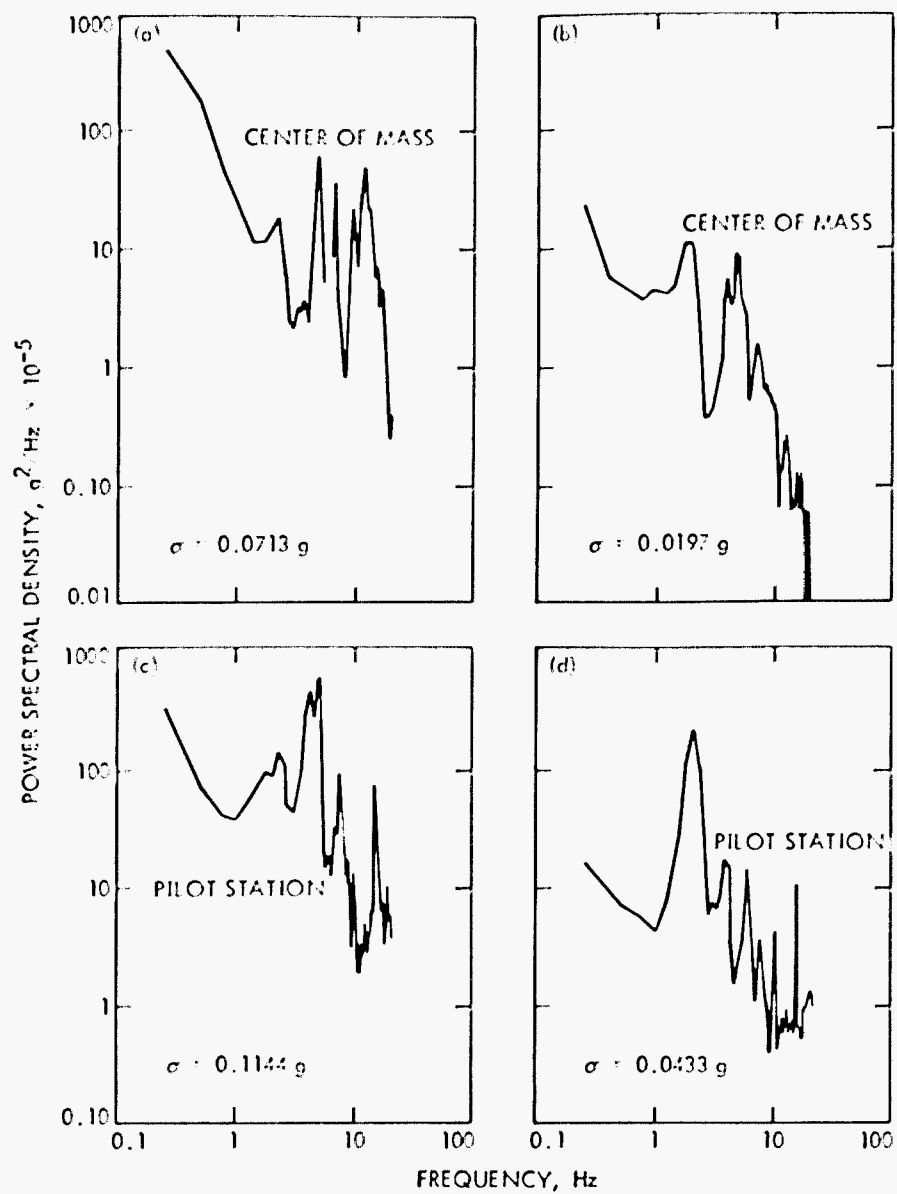 POWER SPECTRAL DENSITY, g²/Hz × 10⁻⁵
(a)
1000
100
10
1
0.10
0.01
CENTER OF MASS
σ = 0.0713 g
(b)
CENTER OF MASS
σ = 0.0197 g
(c)
1000
100
10
1
0.10
PILOT STATION
σ = 0.1144 g
0.1 1 10 100
(d)
PILOT STATION
σ = 0.0433 g
0.1 1 10 100
FREQUENCY, Hz